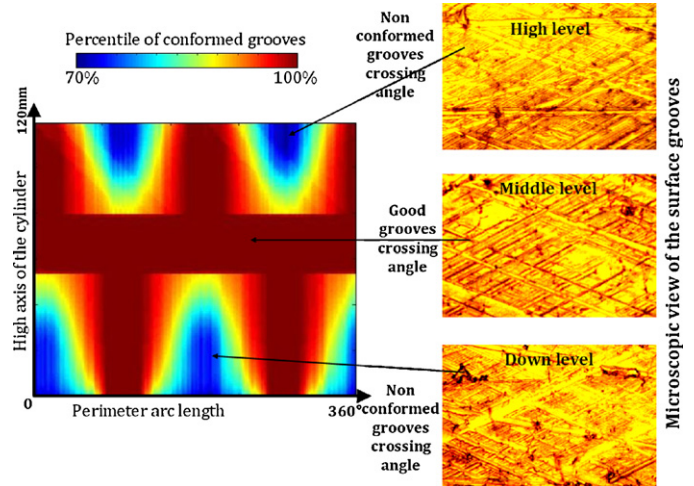 Percentile of conformed grooves
70%
100%
Non
conformed
grooves
crossing
angle
High level
120mm
High axis of the cylinder
Good
grooves
crossing
angle
Middle level
Microscopic view of the surface grooves
Down level
0
Perimeter arc length
360°
Non
conformed
grooves
crossing
angle